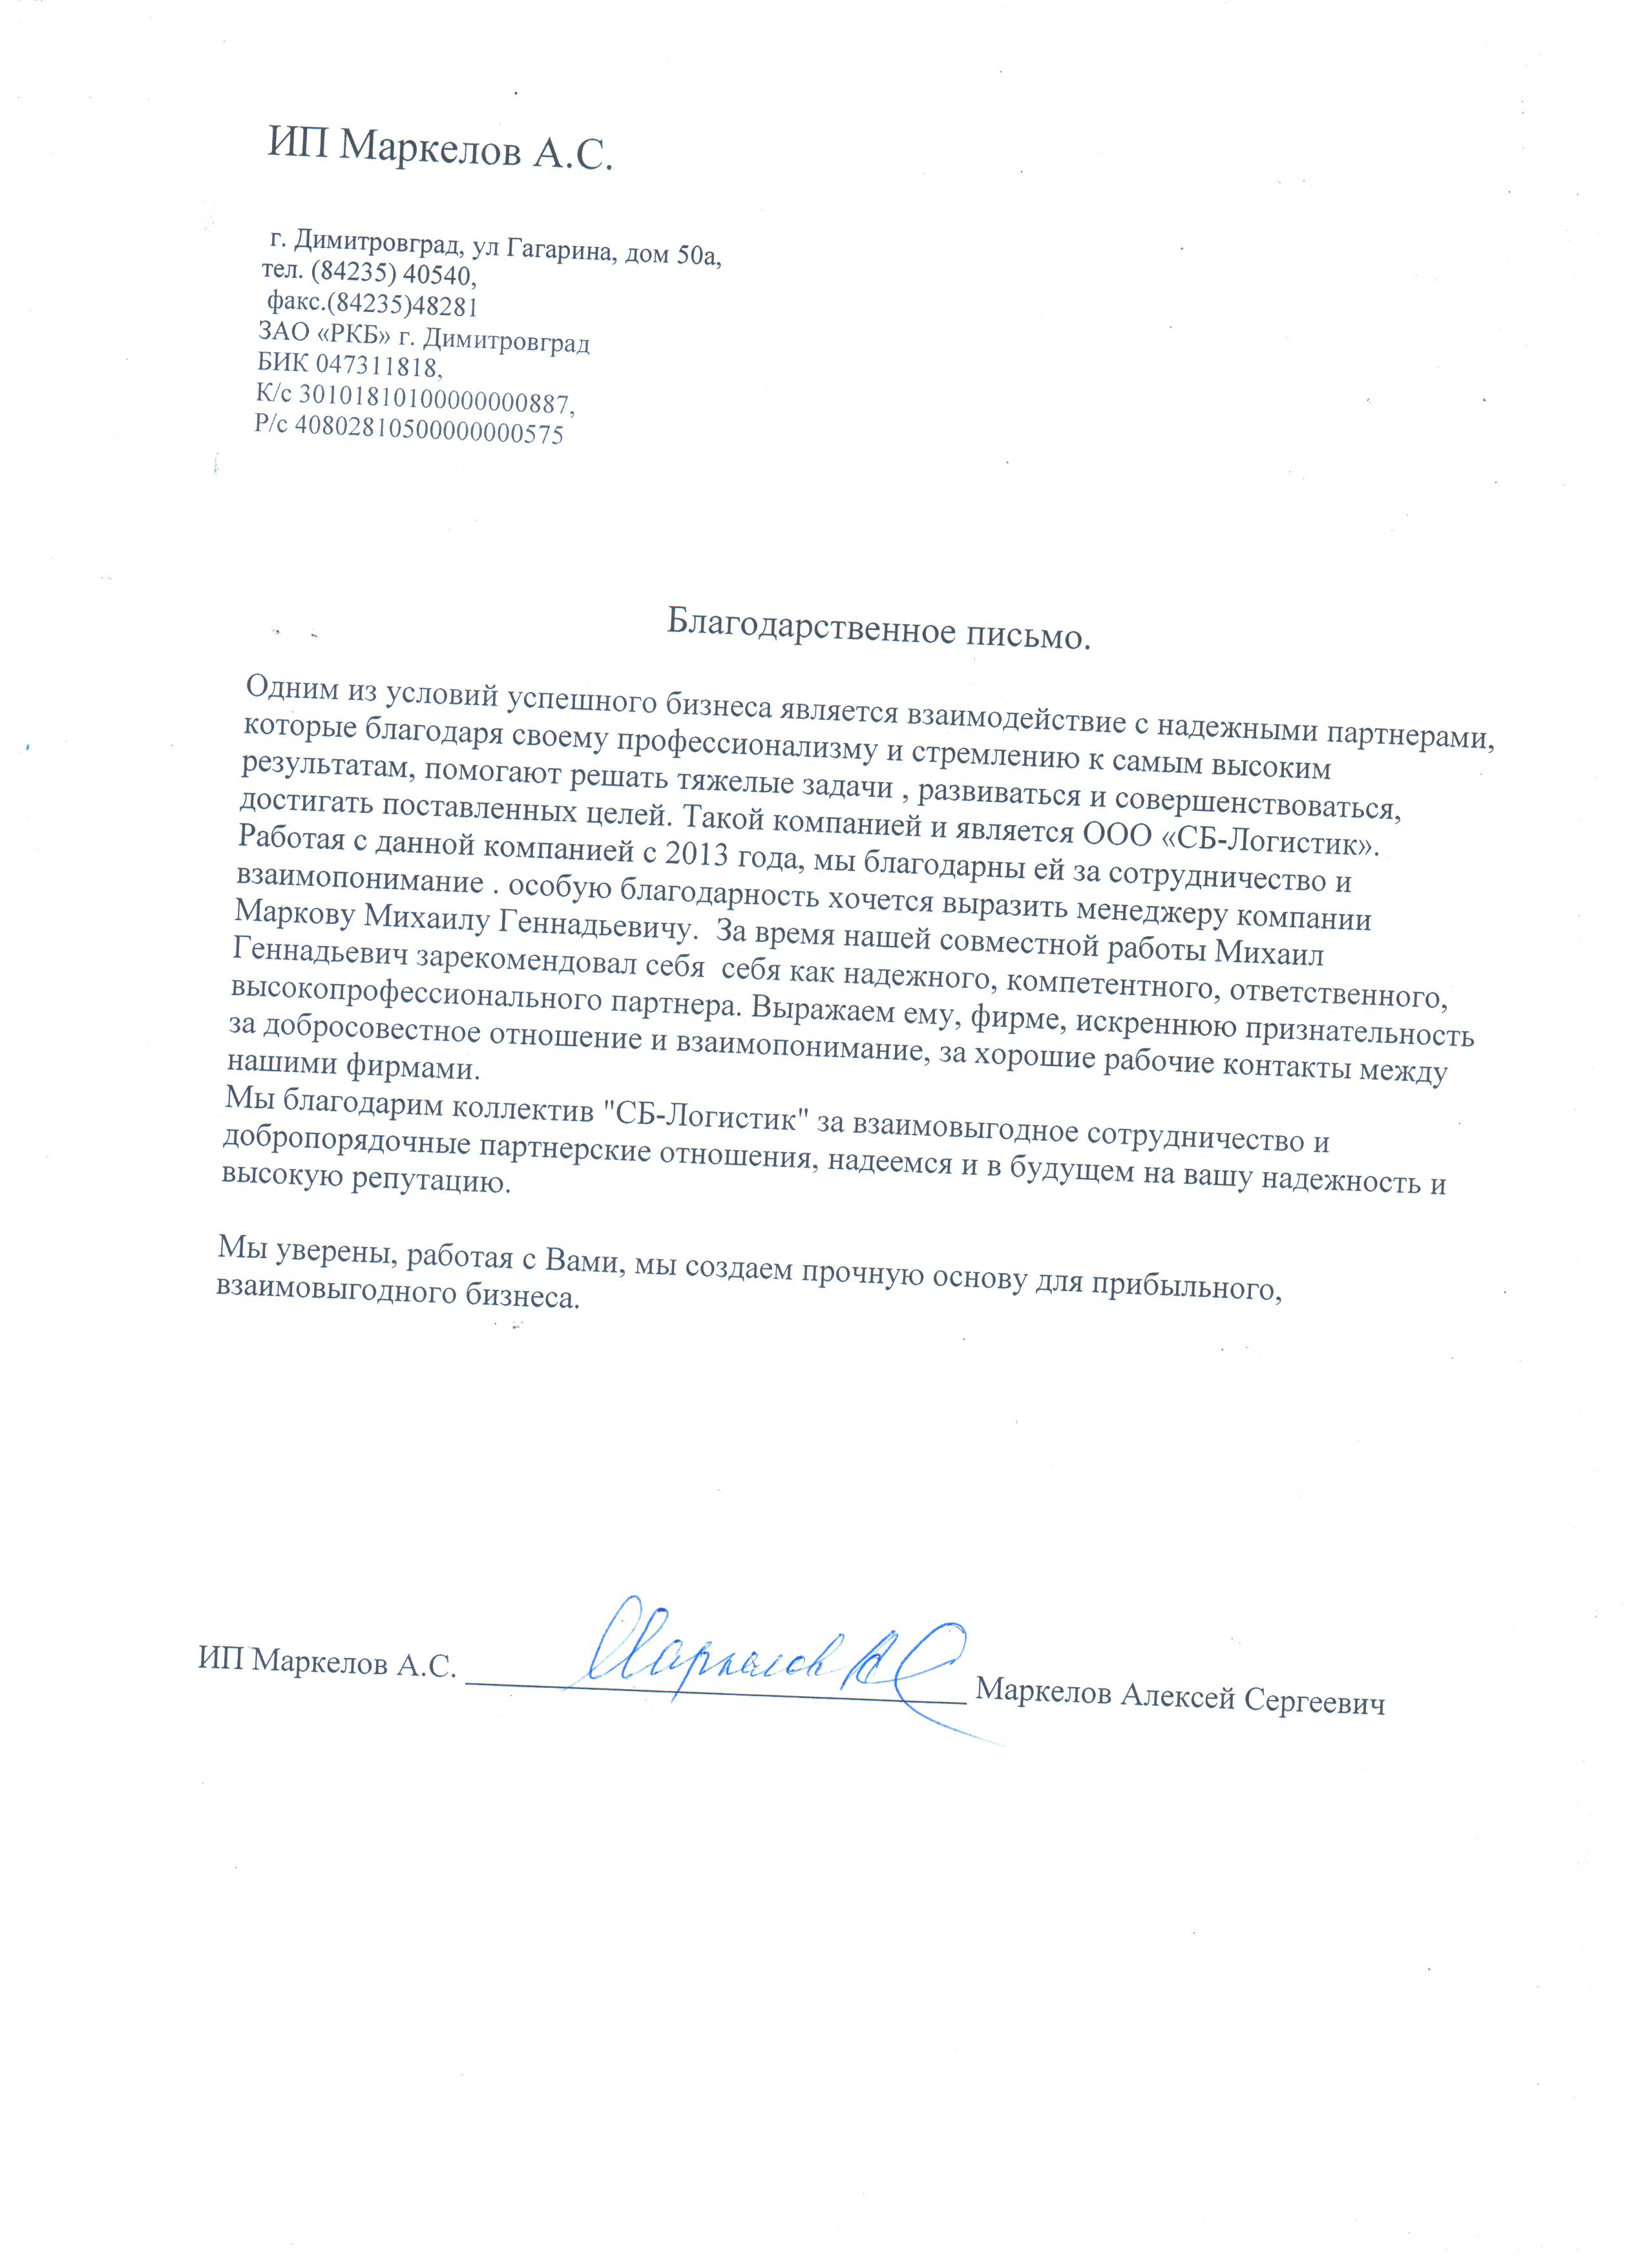 ИП Маркелов А.С.
г. Димитровград, ул Гагарина, дом 50а,
тел. (84235) 40540,
факс.(84235)48281
ЗАО «РКБ» г. Димитровград
БИК 047311818,
К/с 30101810100000000887,
Р/с 40802810500000000575
Благодарственное письмо.
Одним из условий успешного бизнеса является взаимодействие с надежными партнерами,
которые благодаря своему профессионализму и стремлению к самым высоким
результатам, помогают решать тяжелые задачи , развиваться и совершенствоваться,
достигать поставленных целей. Такой компанией и является ООО «СБ-Логистик».
Работая с данной компанией с 2013 года, мы благодарны ей за сотрудничество и
взаимопонимание . особую благодарность хочется выразить менеджеру компании
Маркову Михаилу Геннадьевичу.  За время нашей совместной работы Михаил
Геннадьевич зарекомендовал себя  себя как надежного, компетентного, ответственного,
высокопрофессионального партнера. Выражаем ему, фирме, искреннюю признательность
за добросовестное отношение и взаимопонимание, за хорошие рабочие контакты между
нашими фирмами.
Мы благодарим коллектив "СБ-Логистик" за взаимовыгодное сотрудничество и
добропорядочные партнерские отношения, надеемся и в будущем на вашу надежность и
высокую репутацию.
Мы уверены, работая с Вами, мы создаем прочную основу для прибыльного,
взаимовыгодного бизнеса.
ИП Маркелов А.С. Маркелов АС Маркелов Алексей Сергеевич